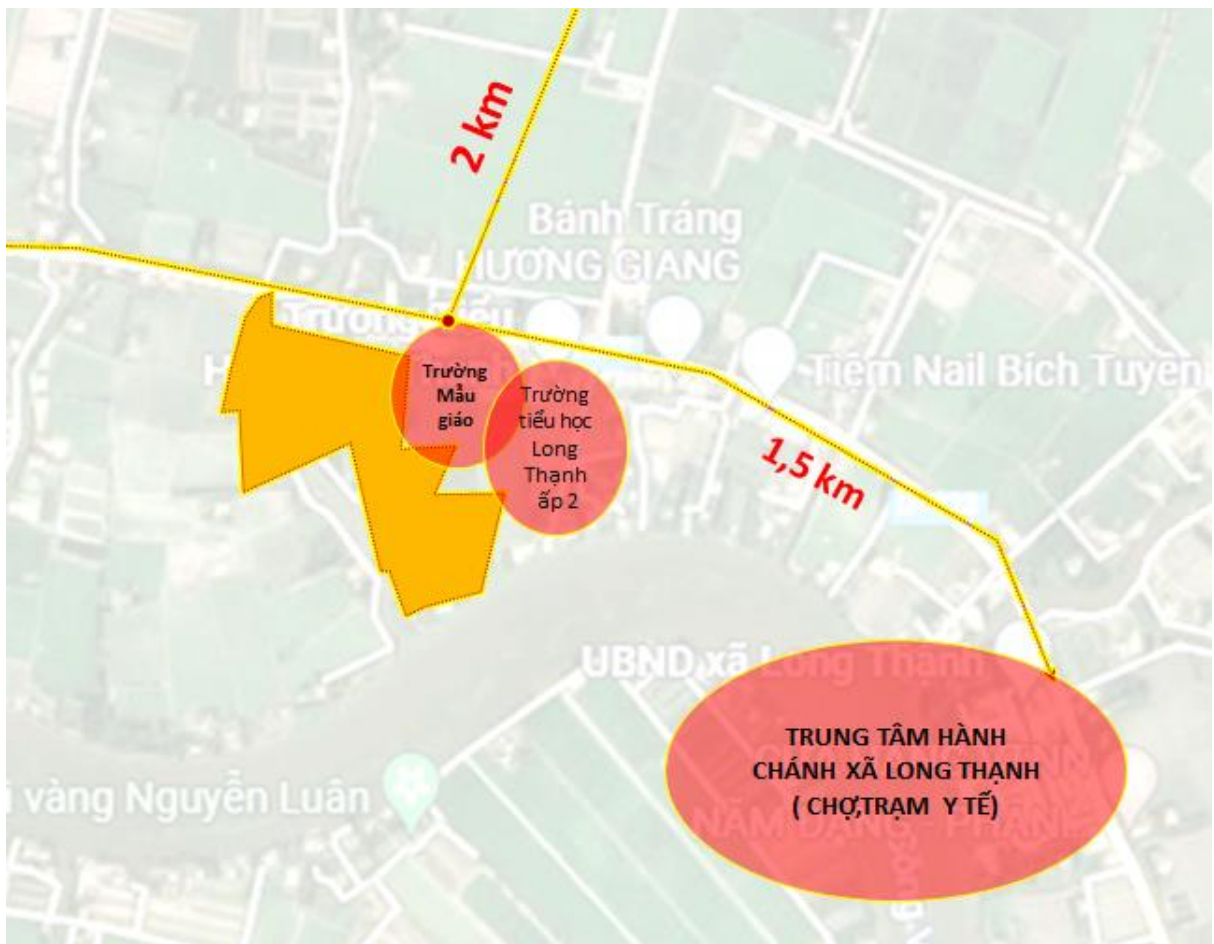 2 km
Bánh Tráng
HƯƠNG GIANG
Trường
Mẫu
giáo
Trường
tiểu học
Long
Thạnh
ấp 2
Tiệm Nail Bích Tuyền
1,5 km
UBND xã Long Thạnh
TRUNG TÂM HÀNH
CHÁNH XÃ LONG THẠNH
( CHỢ,TRẠM Y TẾ)
vàng Nguyễn Luân